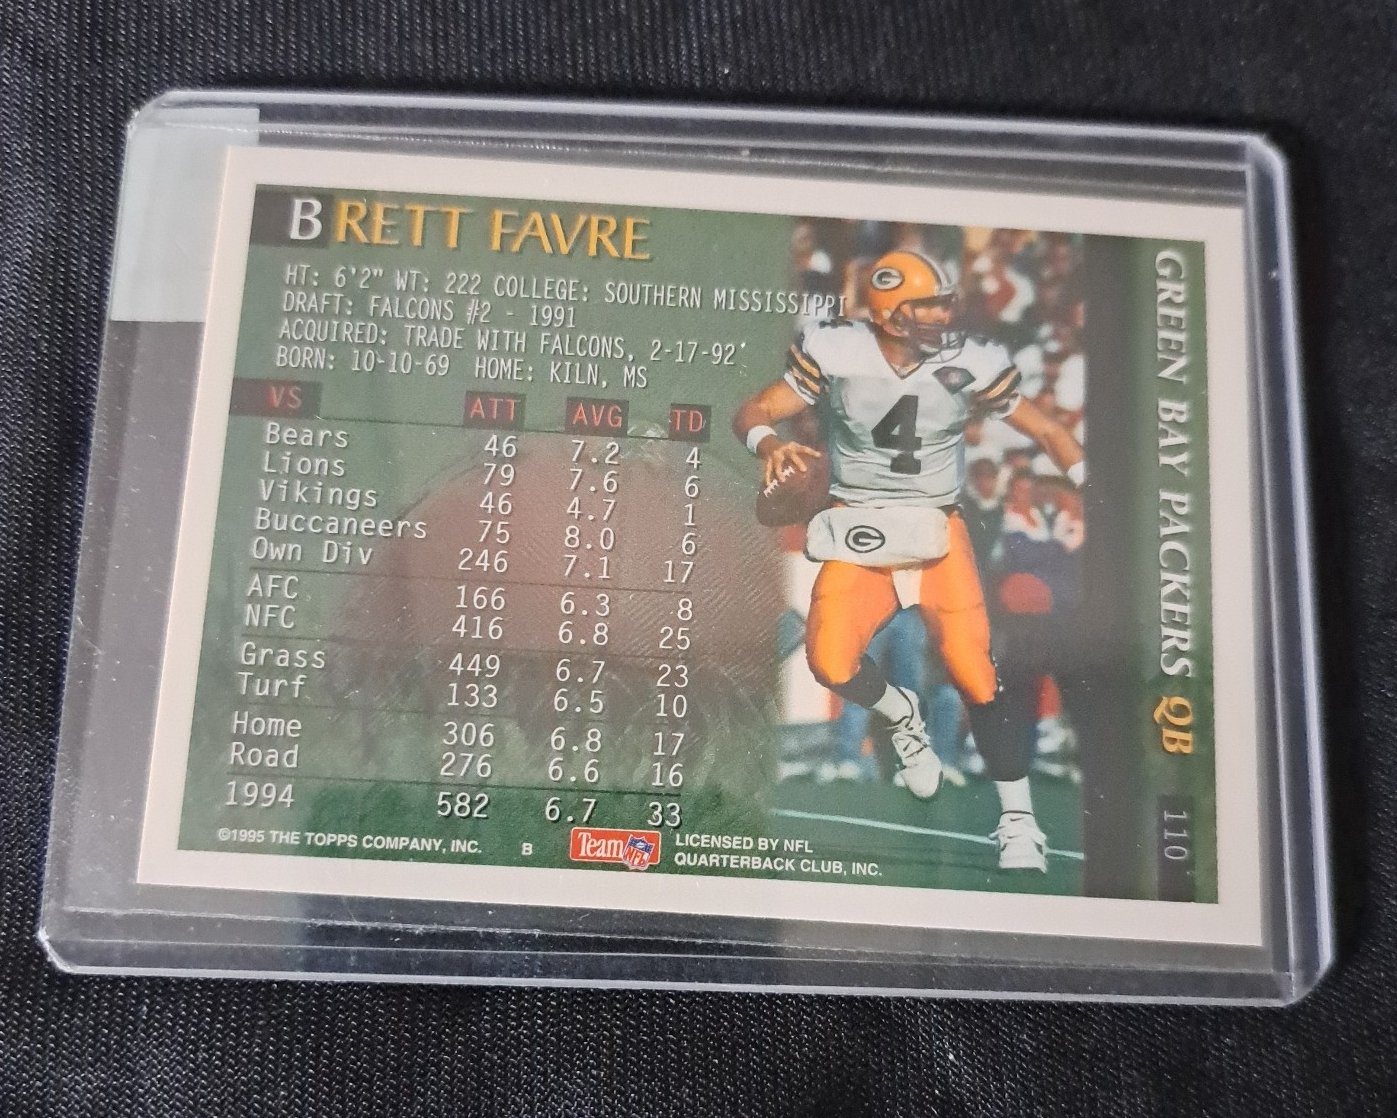 BRETT FAVRE
HT: 6'2" WT: 222 COLLEGE: SOUTHERN MISSISSIPPI
DRAFT: FALCONS #2 - 1991
ACQUIRED: TRADE WITH FALCONS, 2-17-92
BORN: 10-10-69 HOME: KILN, MS
VS ATT AVG TD
Bears 46 7.2 4
Lions 79 7.6 6
Vikings 46 4.7 1
Buccaneers 75 8.0 6
Own Div 246 7.1 17
AFC 166 6.3 8
NFC 416 6.8 25
Grass 449 6.7 23
Turf 133 6.5 10
Home 306 6.8 17
Road 276 6.6 16
1994 582 6.7 33
©1995 THE TOPPS COMPANY, INC. B
Team NFL
LICENSED BY NFL
QUARTERBACK CLUB, INC.
G
4
G
GREEN BAY PACKERS QB
110